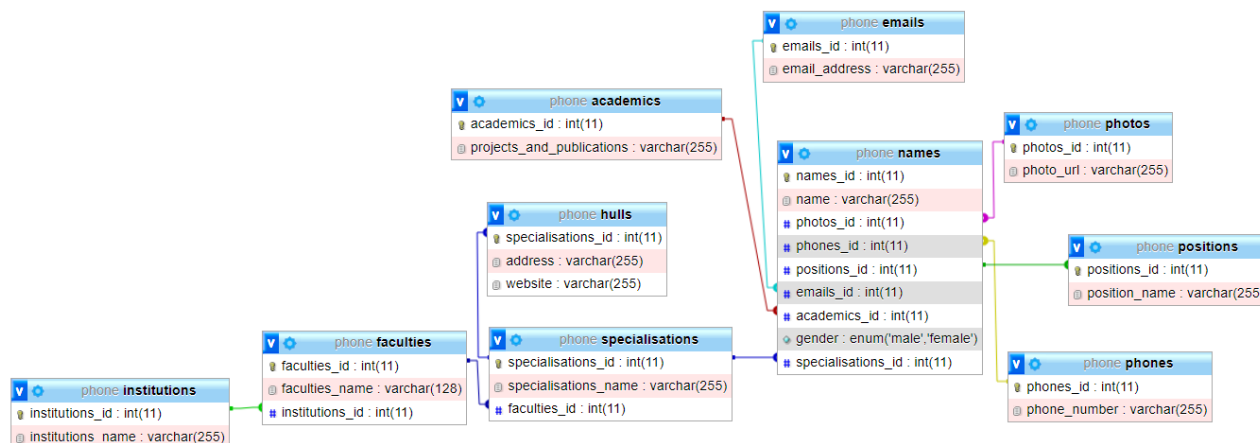 phone emails
emails_id : int(11)
email_address : varchar(255)
phone academics
academics_id : int(11)
projects_and_publications : varchar(255)
phone names
names_id : int(11)
name : varchar(255)
photos_id : int(11)
phones_id : int(11)
positions_id : int(11)
emails_id : int(11)
academics_id : int(11)
gender : enum('male','female')
specialisations_id : int(11)
phone photos
photos_id : int(11)
photo_url : varchar(255)
phone hulls
specialisations_id : int(11)
address : varchar(255)
website : varchar(255)
phone positions
positions_id : int(11)
position_name : varchar(255
phone specialisations
specialisations_id : int(11)
specialisations_name : varchar(255)
faculties_id : int(11)
phone faculties
faculties_id : int(11)
faculties_name : varchar(128)
institutions_id : int(11)
phone phones
phones_id : int(11)
phone_number : varchar(255)
phone institutions
institutions_id : int(11)
institutions_name : varchar(255)